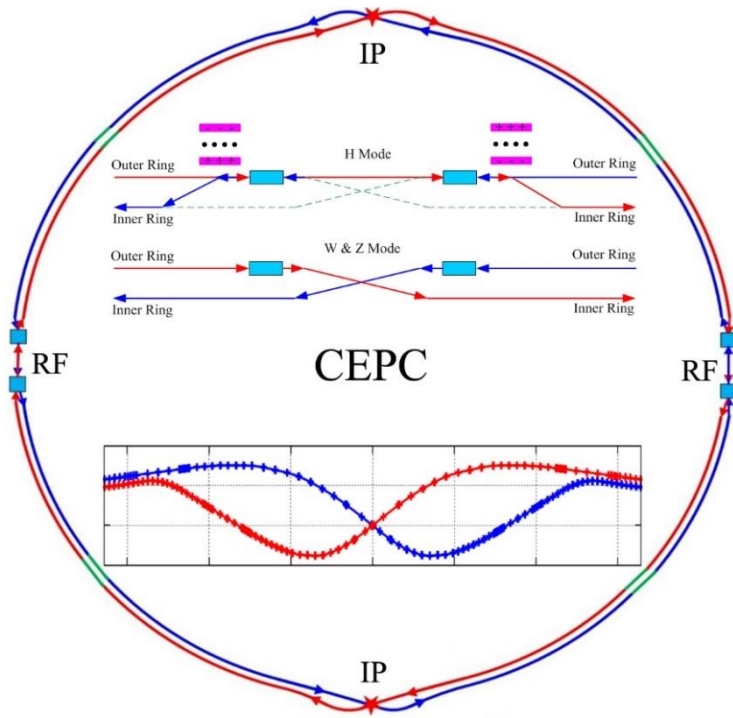 IP
- - -
+ + +
H Mode
+ + +
- - -
Outer Ring
Outer Ring
Inner Ring
Inner Ring
W & Z Mode
Outer Ring
Outer Ring
Inner Ring
Inner Ring
RF
CEPC
RF
IP